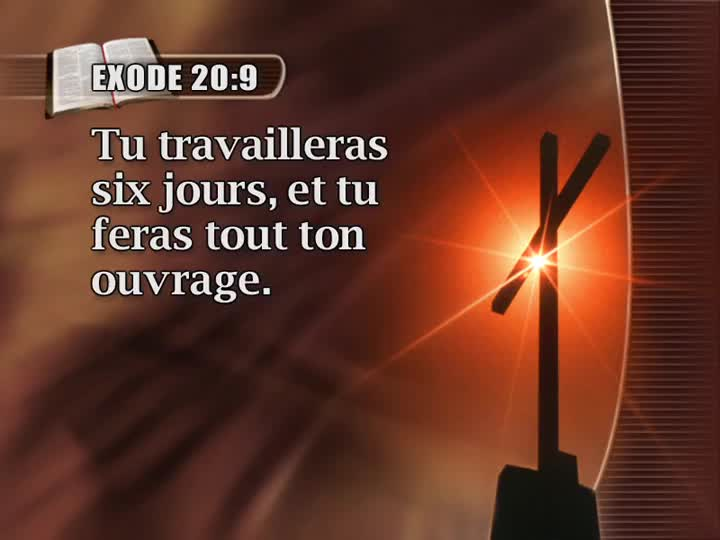 EXODE 20:9
Tu travailleras
six jours, et tu
feras tout ton
ouvrage.